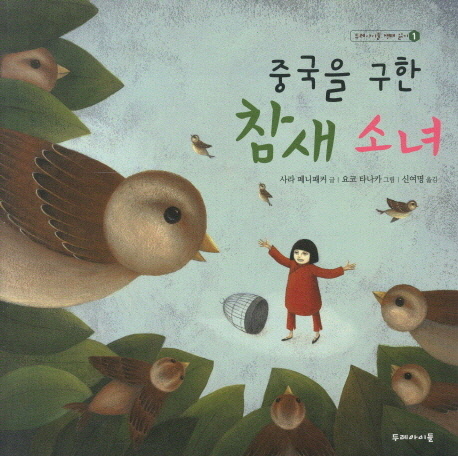 두레아이들 생태 읽기 1
중국을 구한
참새 소녀
사라 페니패커 글 | 요코 타나카 그림 | 신여명 옮김
두레아이들